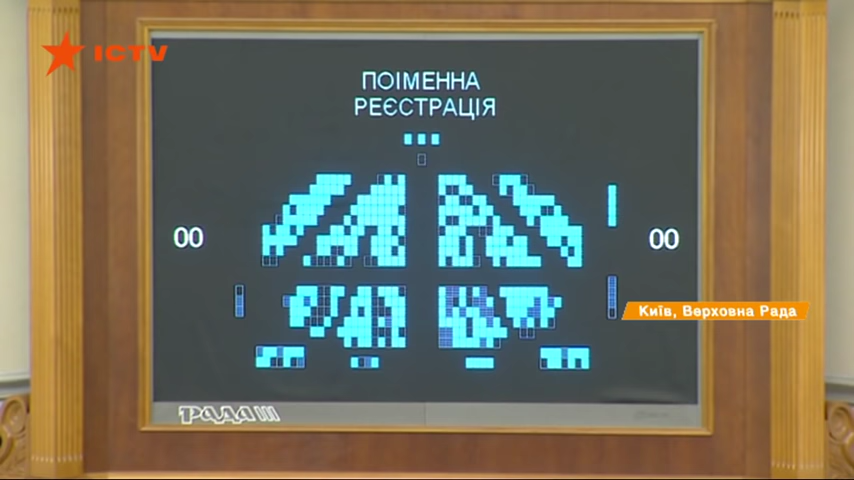 ICTV
ПОІМЕННА
РЕЄСТРАЦІЯ
00
00
Київ, Верховна Рада
РАДА III